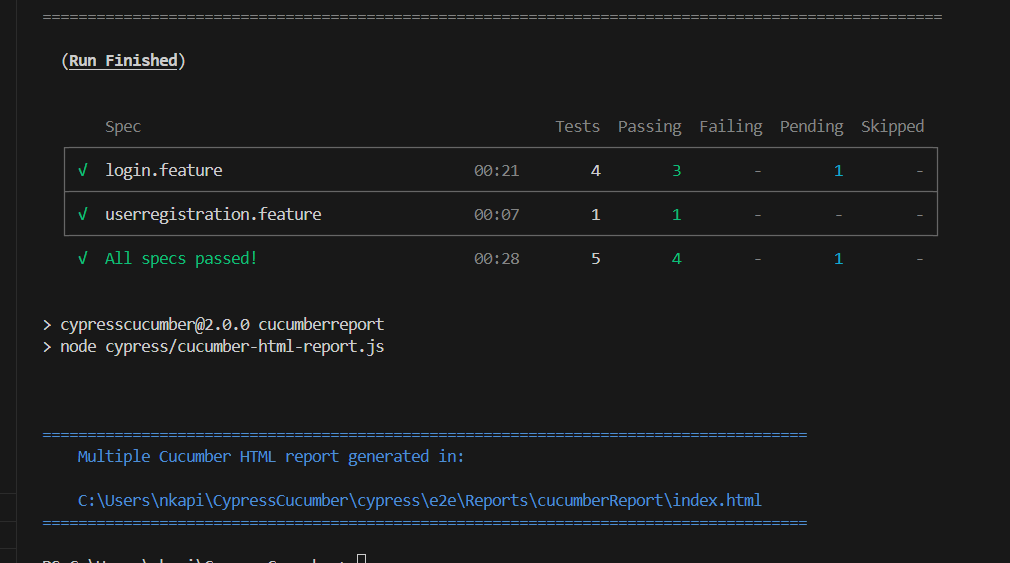 ================================================================================
(Run Finished)
Spec Tests Passing Failing Pending Skipped
√ login.feature 00:21 4 3 - 1 -
√ userregistration.feature 00:07 1 1 - - -
√ All specs passed! 00:28 5 4 - 1 -
> cypresscucumber@2.0.0 cucumberreport
> node cypress/cucumber-html-report.js
=====================================================================================
Multiple Cucumber HTML report generated in:
C:\Users\nkapi\CypressCucumber\cypress\e2e\Reports\cucumberReport\index.html
=====================================================================================